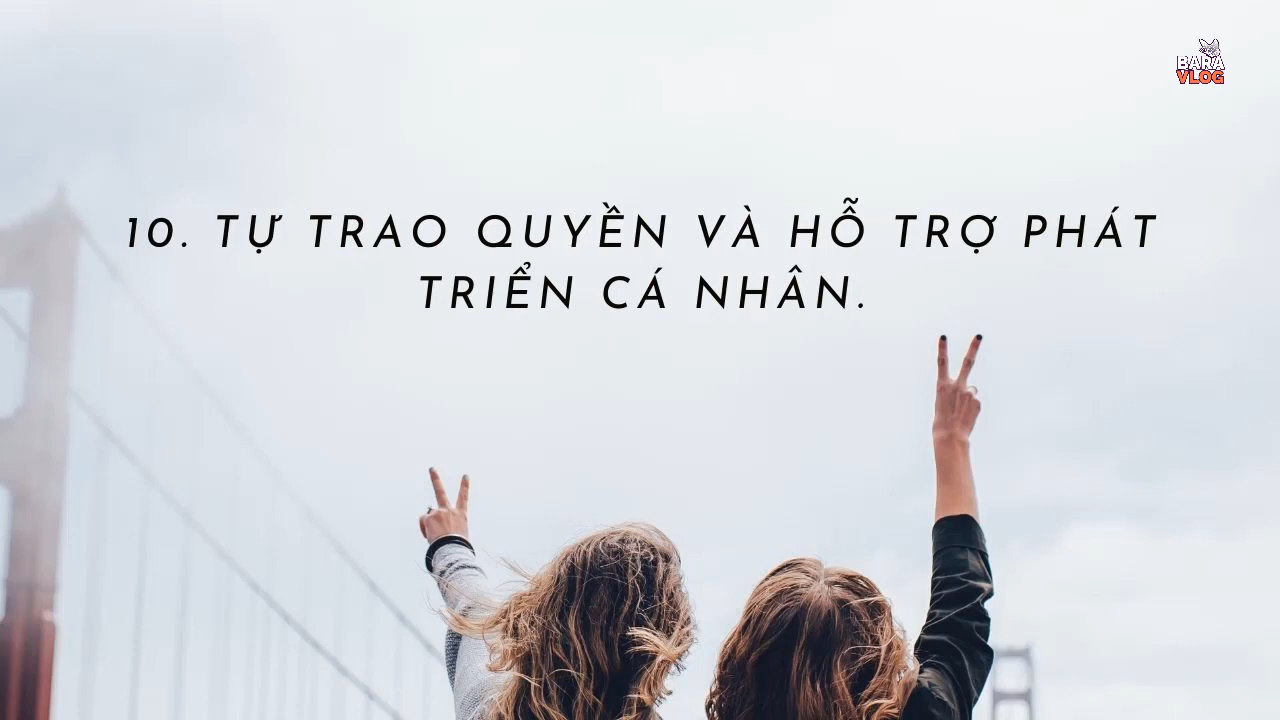 BARA
VLOG
10. TỰ TRAO QUYỀN VÀ HỖ TRỢ PHÁT
TRIỂN CÁ NHÂN.